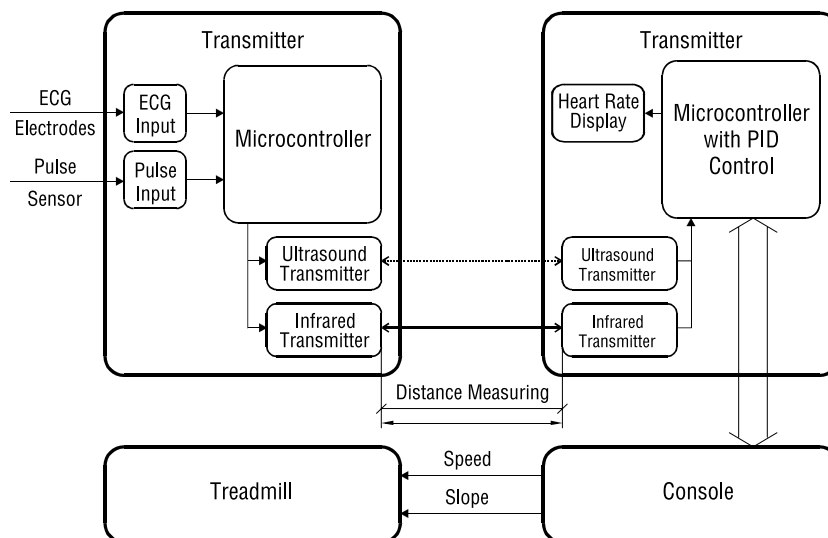 Transmitter
ECG
Electrodes
Pulse
Sensor
ECG
Input
Pulse
Input
Microcontroller
Ultrasound
Transmitter
Infrared
Transmitter
Transmitter
Heart Rate
Display
Microcontroller
with PID
Control
Ultrasound
Transmitter
Infrared
Transmitter
Distance Measuring
Treadmill
Speed
Slope
Console